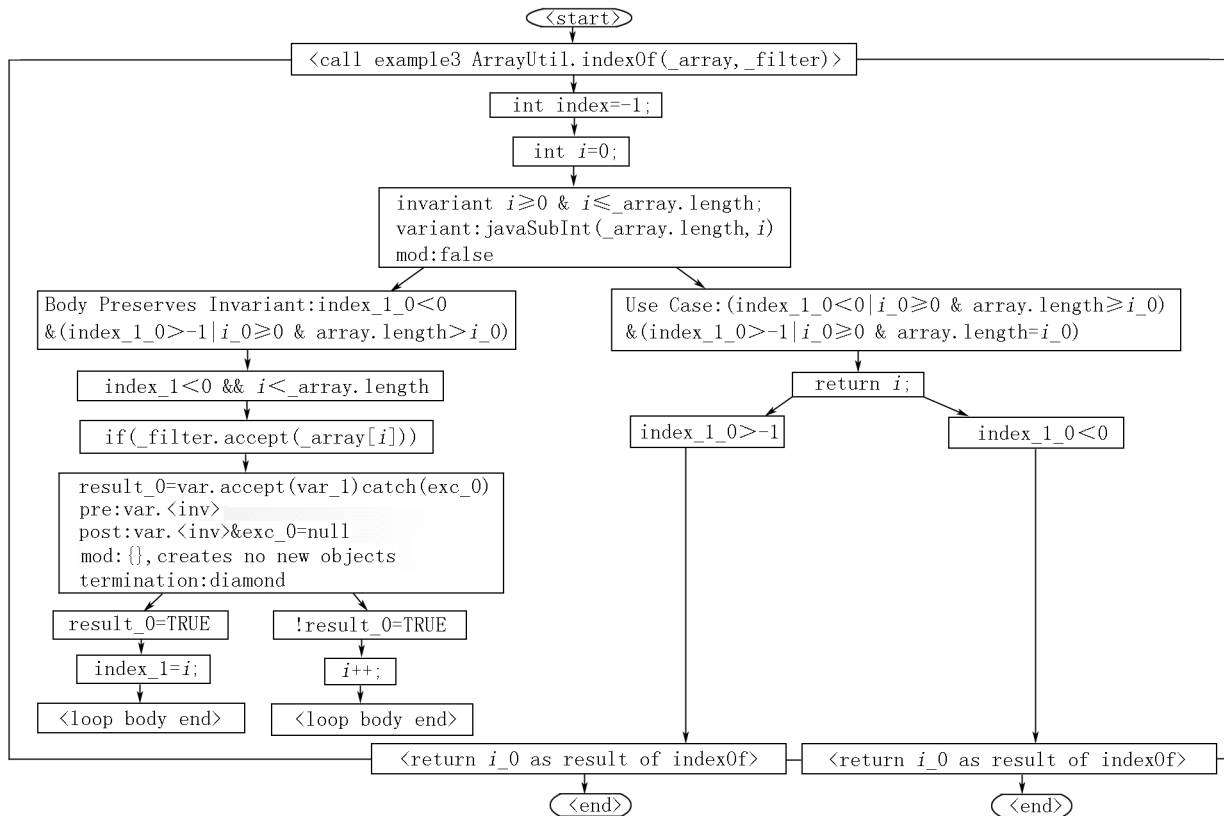 <start>
<call example3 ArrayUtil.indexOf(_array,_filter)>
int index=-1;
int i=0;
invariant i≥0 & i≤_array.length;
variant:javaSubInt(_array.length,i)
mod:false
Body Preserves Invariant:index_1_0<0
&(index_1_0>-1|i_0≥0 & array.length>i_0)
index_1<0 && i<_array.length
if(_filter.accept(_array[i]))
result_0=var.accept(var_1)catch(exc_0)
pre:var.<inv>
post:var.<inv>&exc_0=null
mod:{},creates no new objects
termination:diamond
result_0=TRUE
index_1=i;
<loop body end>
!result_0=TRUE
i++;
<loop body end>
Use Case:(index_1_0<0|i_0≥0 & array.length≥i_0)
&(index_1_0>-1|i_0≥0 & array.length=i_0)
return i;
index_1_0>-1
<return i_0 as result of indexOf>
<end>
index_1_0<0
<return i_0 as result of indexOf>
<end>